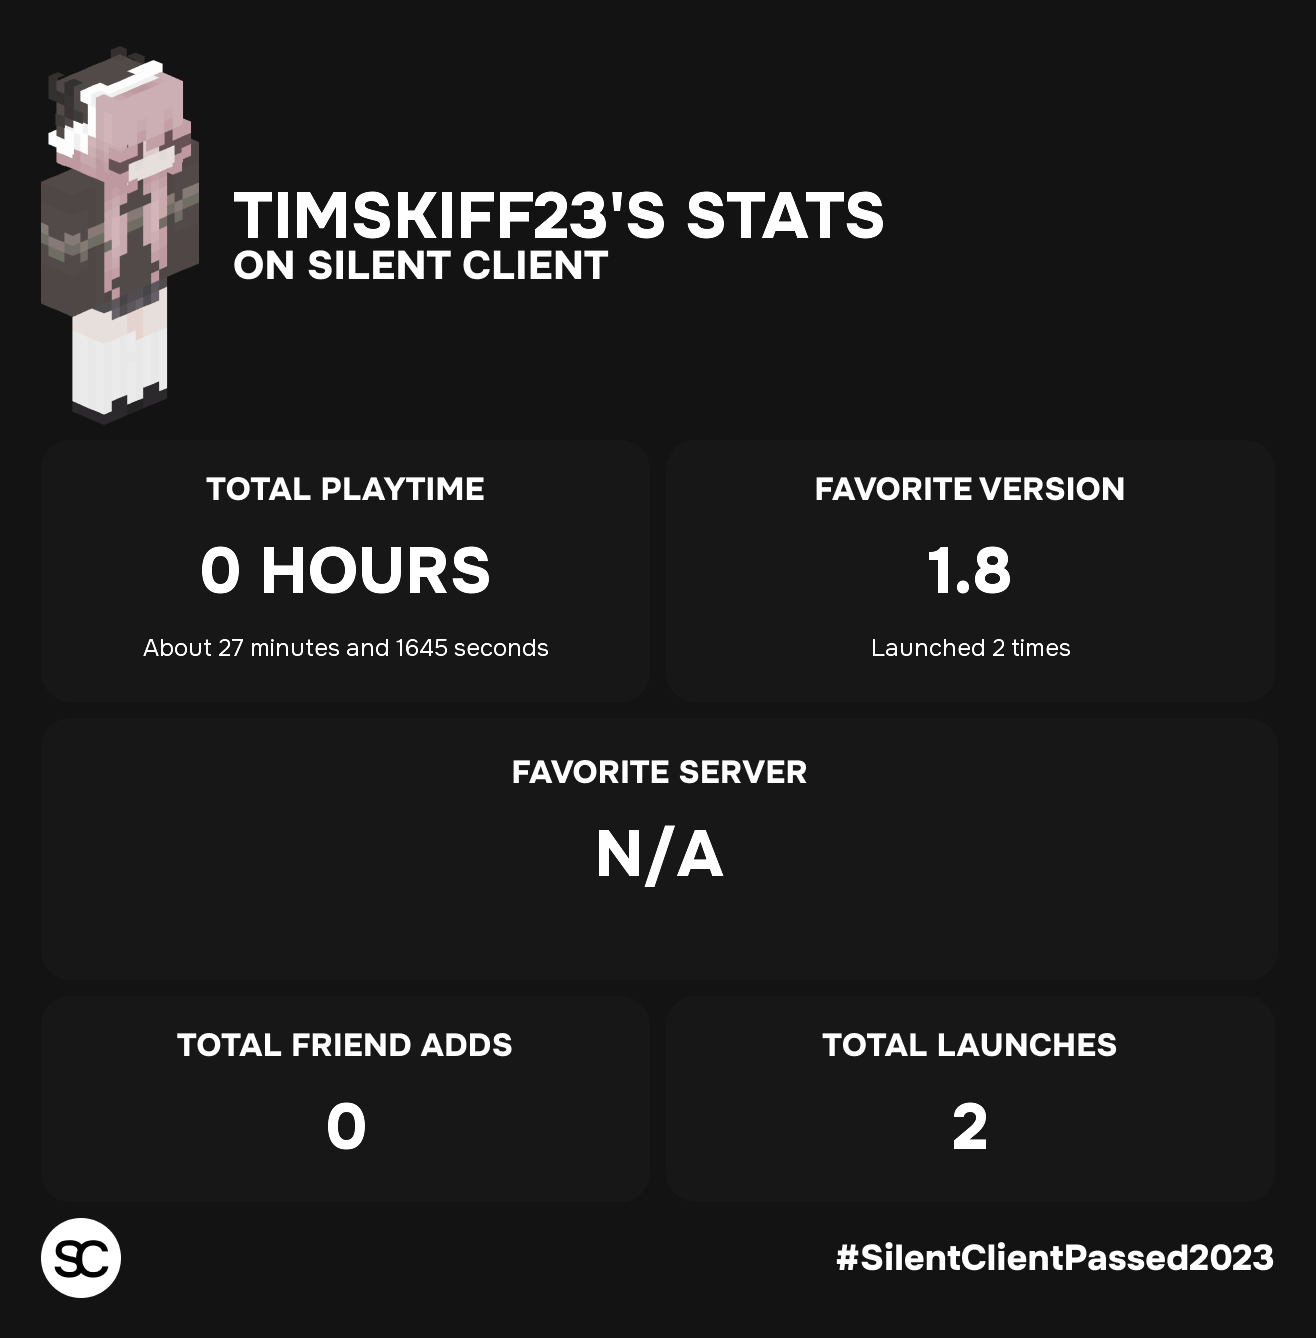 TIMSKIFF23'S STATS
ON SILENT CLIENT
TOTAL PLAYTIME
0 HOURS
About 27 minutes and 1645 seconds
FAVORITE VERSION
1.8
Launched 2 times
FAVORITE SERVER
N/A
TOTAL FRIEND ADDS
0
TOTAL LAUNCHES
2
SC
#SilentClientPassed2023